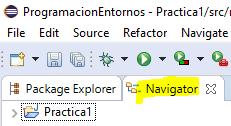 ProgramacionEntornos - Practica1/src/
File Edit Source Refactor Navigate
Package Explorer Navigator
Practica1